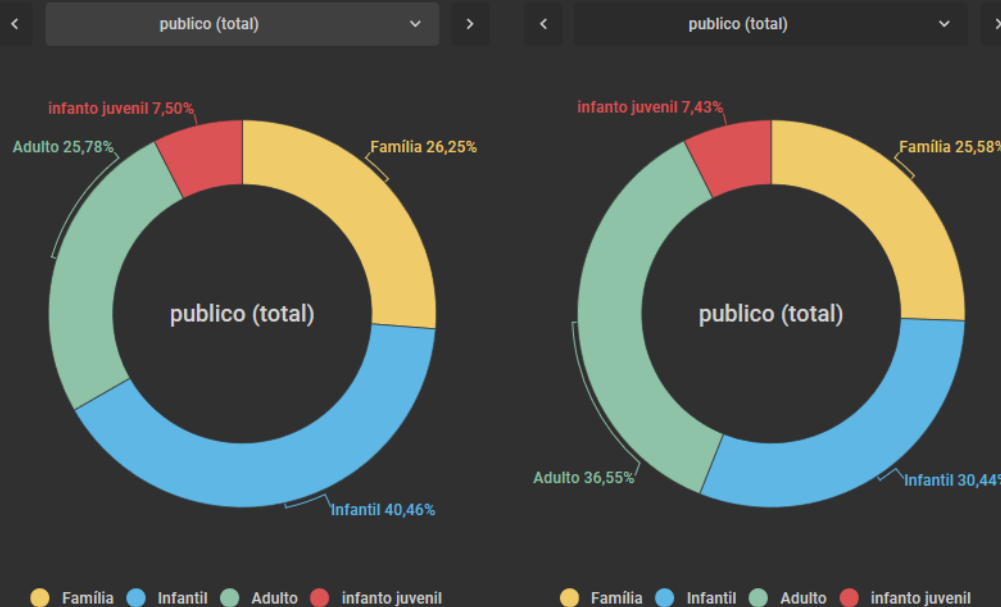 publico (total)
infanto juvenil 7,50%
Adulto 25,78%
Família 26,25%
publico (total)
Infantil 40,46%
Família
Infantil
Adulto
infanto juvenil
publico (total)
infanto juvenil 7,43%
Família 25,58%
publico (total)
Adulto 36,55%
Infantil 30,44%
Família
Infantil
Adulto
infanto juvenil